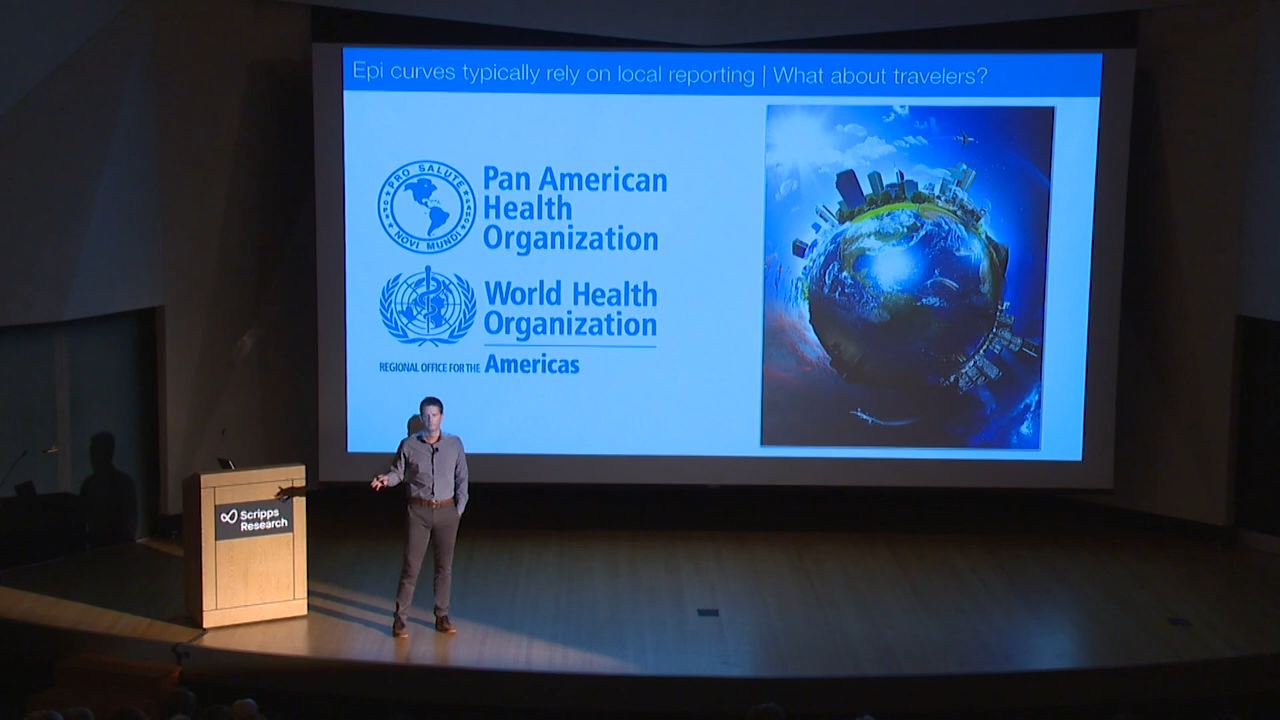 Epi curves typically rely on local reporting | What about travelers?
PRO SALUTE
NOVI MUNDI
Pan American
Health
Organization
World Health
Organization
REGIONAL OFFICE FOR THE Americas
Scripps
Research